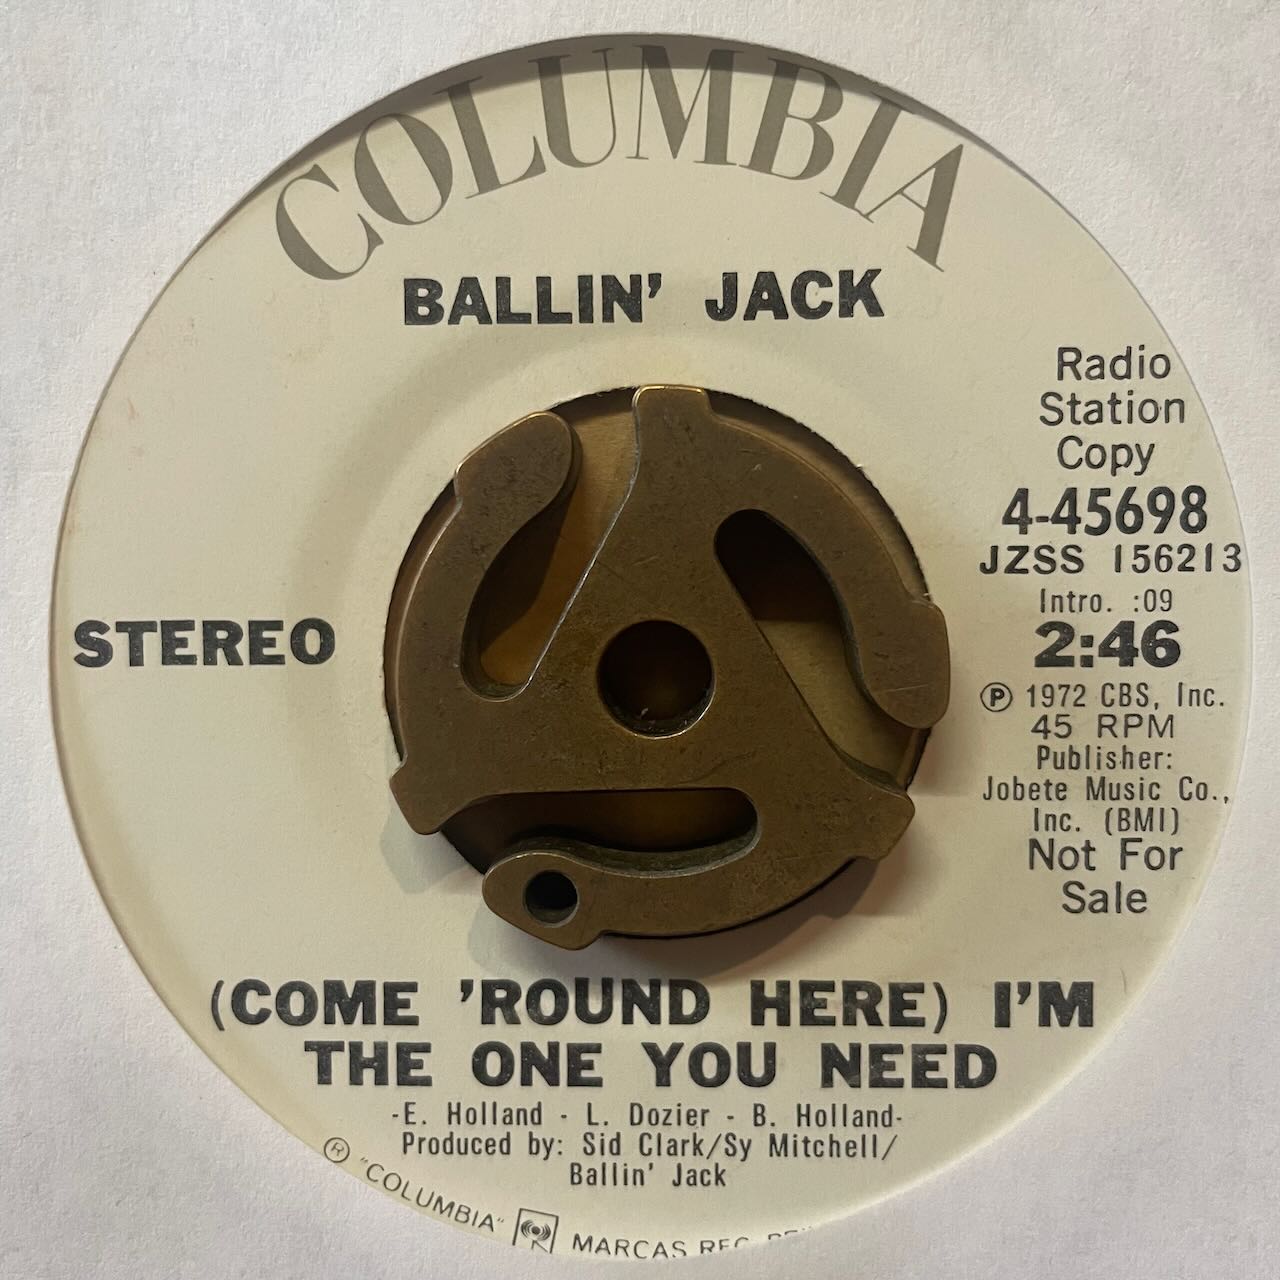 COLUMBIA
BALLIN' JACK
Radio
Station
Copy
4-45698
JZSS 156213
Intro. :09
STEREO
2:46
Ⓟ 1972 CBS, Inc.
45 RPM
Publisher:
Jobete Music Co.,
Inc. (BMI)
Not For
Sale
(COME 'ROUND HERE) I'M
THE ONE YOU NEED
-E. Holland - L. Dozier - B. Holland-
Produced by: Sid Clark/Sy Mitchell/
Ballin' Jack
® "COLUMBIA" MARCAS REG.